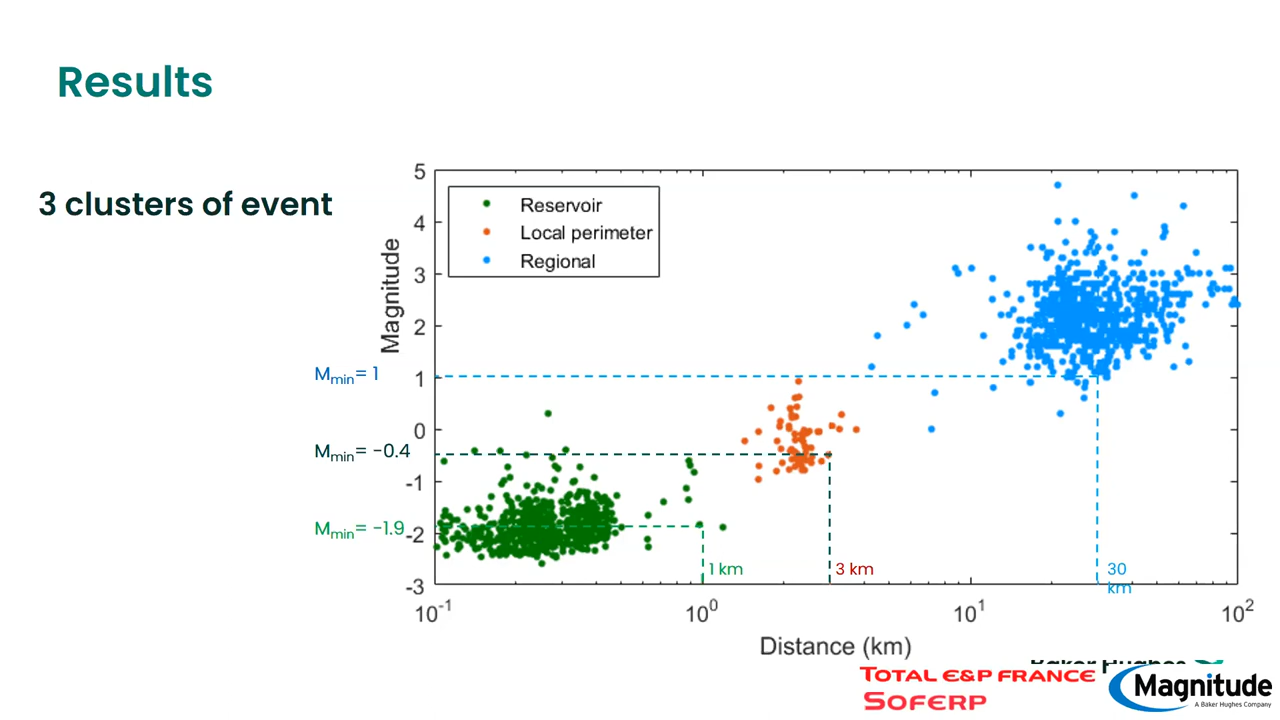 Results
3 clusters of event
Reservoir
Local perimeter
Regional
Magnitude
5
4
3
2
1
0
-1
-2
-3
Mmin= 1
Mmin= −0.4
Mmin= −1.9
1 km
3 km
30
km
10-1
100
101
102
Distance (km)
Baker Hughes
TOTAL E&P FRANCE
SOFERP
Magnitude
A Baker Hughes Company